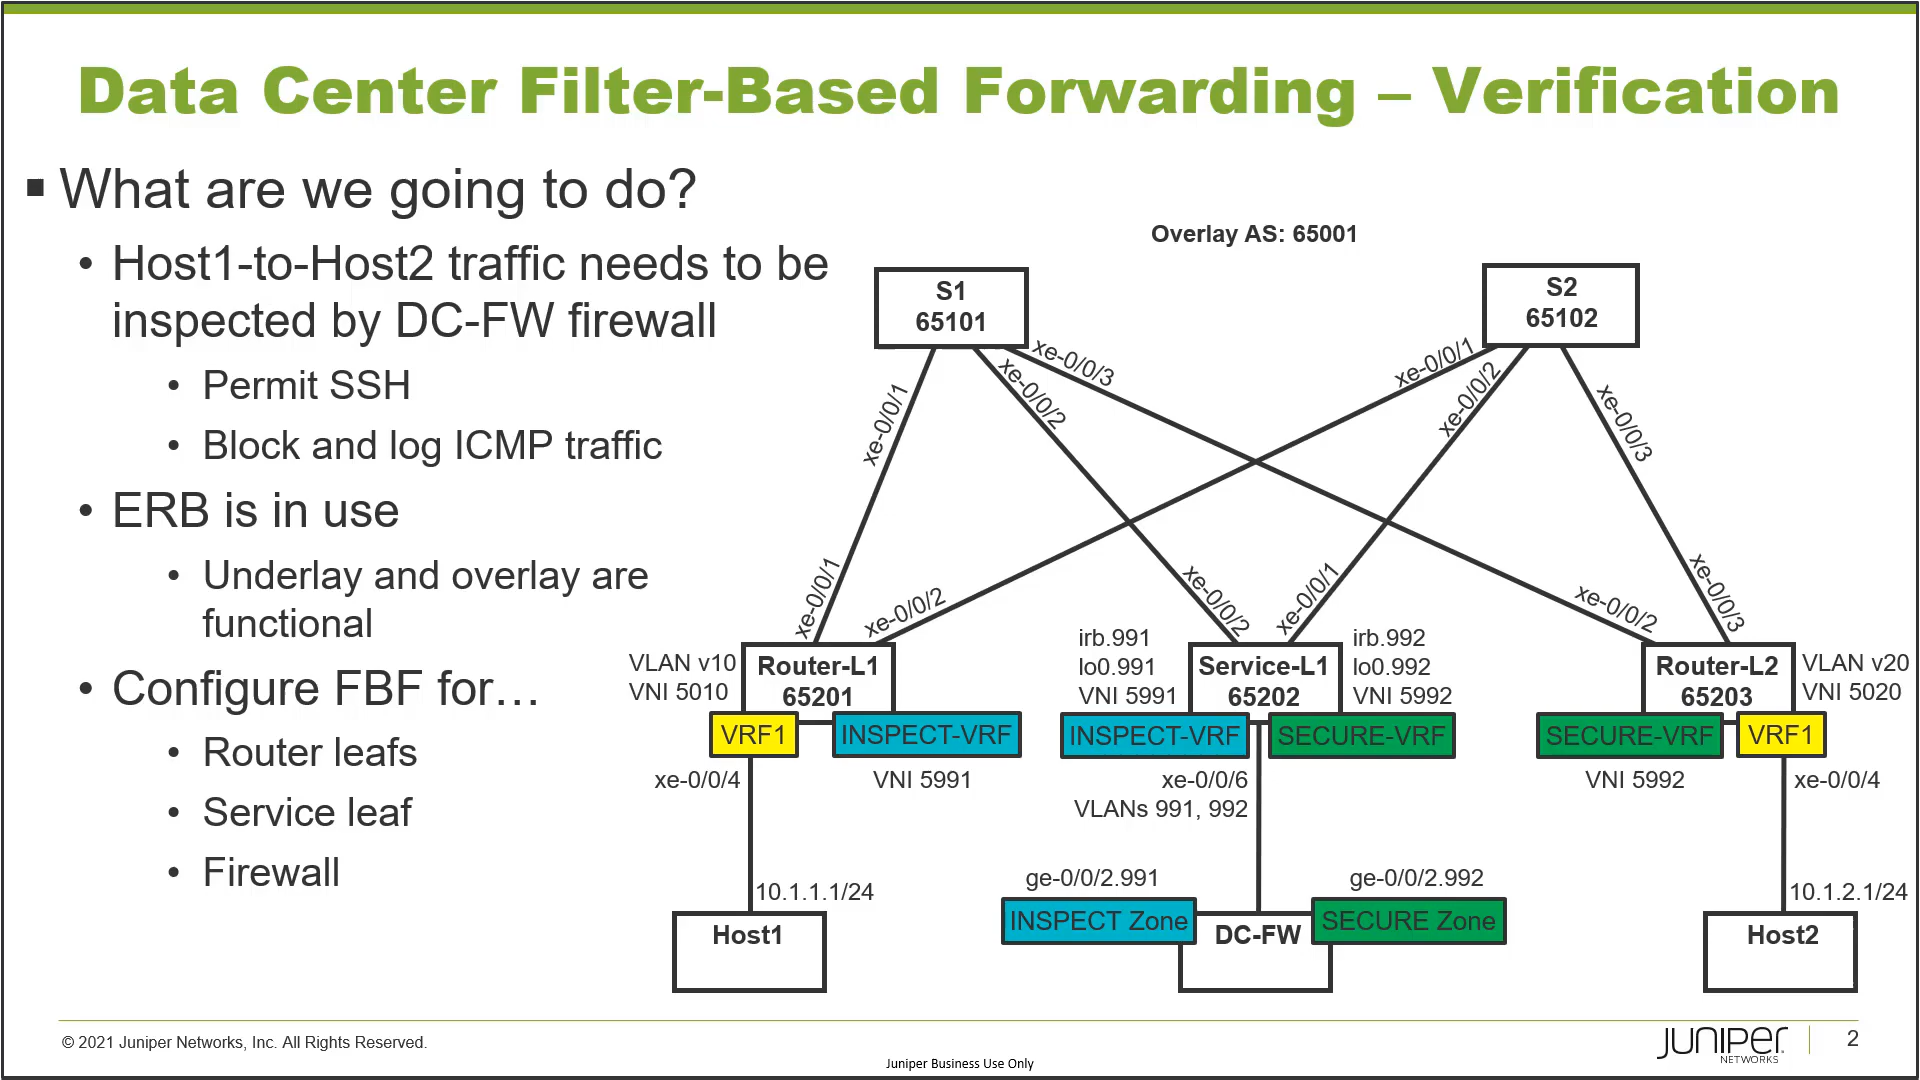 Data Center Filter-Based Forwarding – Verification
▪ What are we going to do?
• Host1-to-Host2 traffic needs to be
inspected by DC-FW firewall
• Permit SSH
• Block and log ICMP traffic
• ERB is in use
• Underlay and overlay are
functional
• Configure FBF for…
• Router leafs
• Service leaf
• Firewall
Overlay AS: 65001
S1
65101
S2
65102
xe-0/0/1
xe-0/0/2
xe-0/0/3
xe-0/0/1
xe-0/0/2
xe-0/0/3
xe-0/0/1
xe-0/0/2
xe-0/0/2
xe-0/0/1
xe-0/0/2
xe-0/0/3
VLAN v10
VNI 5010
Router-L1
65201
VRF1
INSPECT-VRF
xe-0/0/4
VNI 5991
irb.991
lo0.991
VNI 5991
Service-L1
65202
irb.992
lo0.992
VNI 5992
INSPECT-VRF
SECURE-VRF
xe-0/0/6
VLANs 991, 992
Router-L2
65203
VLAN v20
VNI 5020
SECURE-VRF
VRF1
VNI 5992
xe-0/0/4
10.1.1.1/24
Host1
ge-0/0/2.991
ge-0/0/2.992
INSPECT Zone
DC-FW
SECURE Zone
10.1.2.1/24
Host2
© 2021 Juniper Networks, Inc. All Rights Reserved.
JUNIPER
NETWORKS
2
Juniper Business Use Only